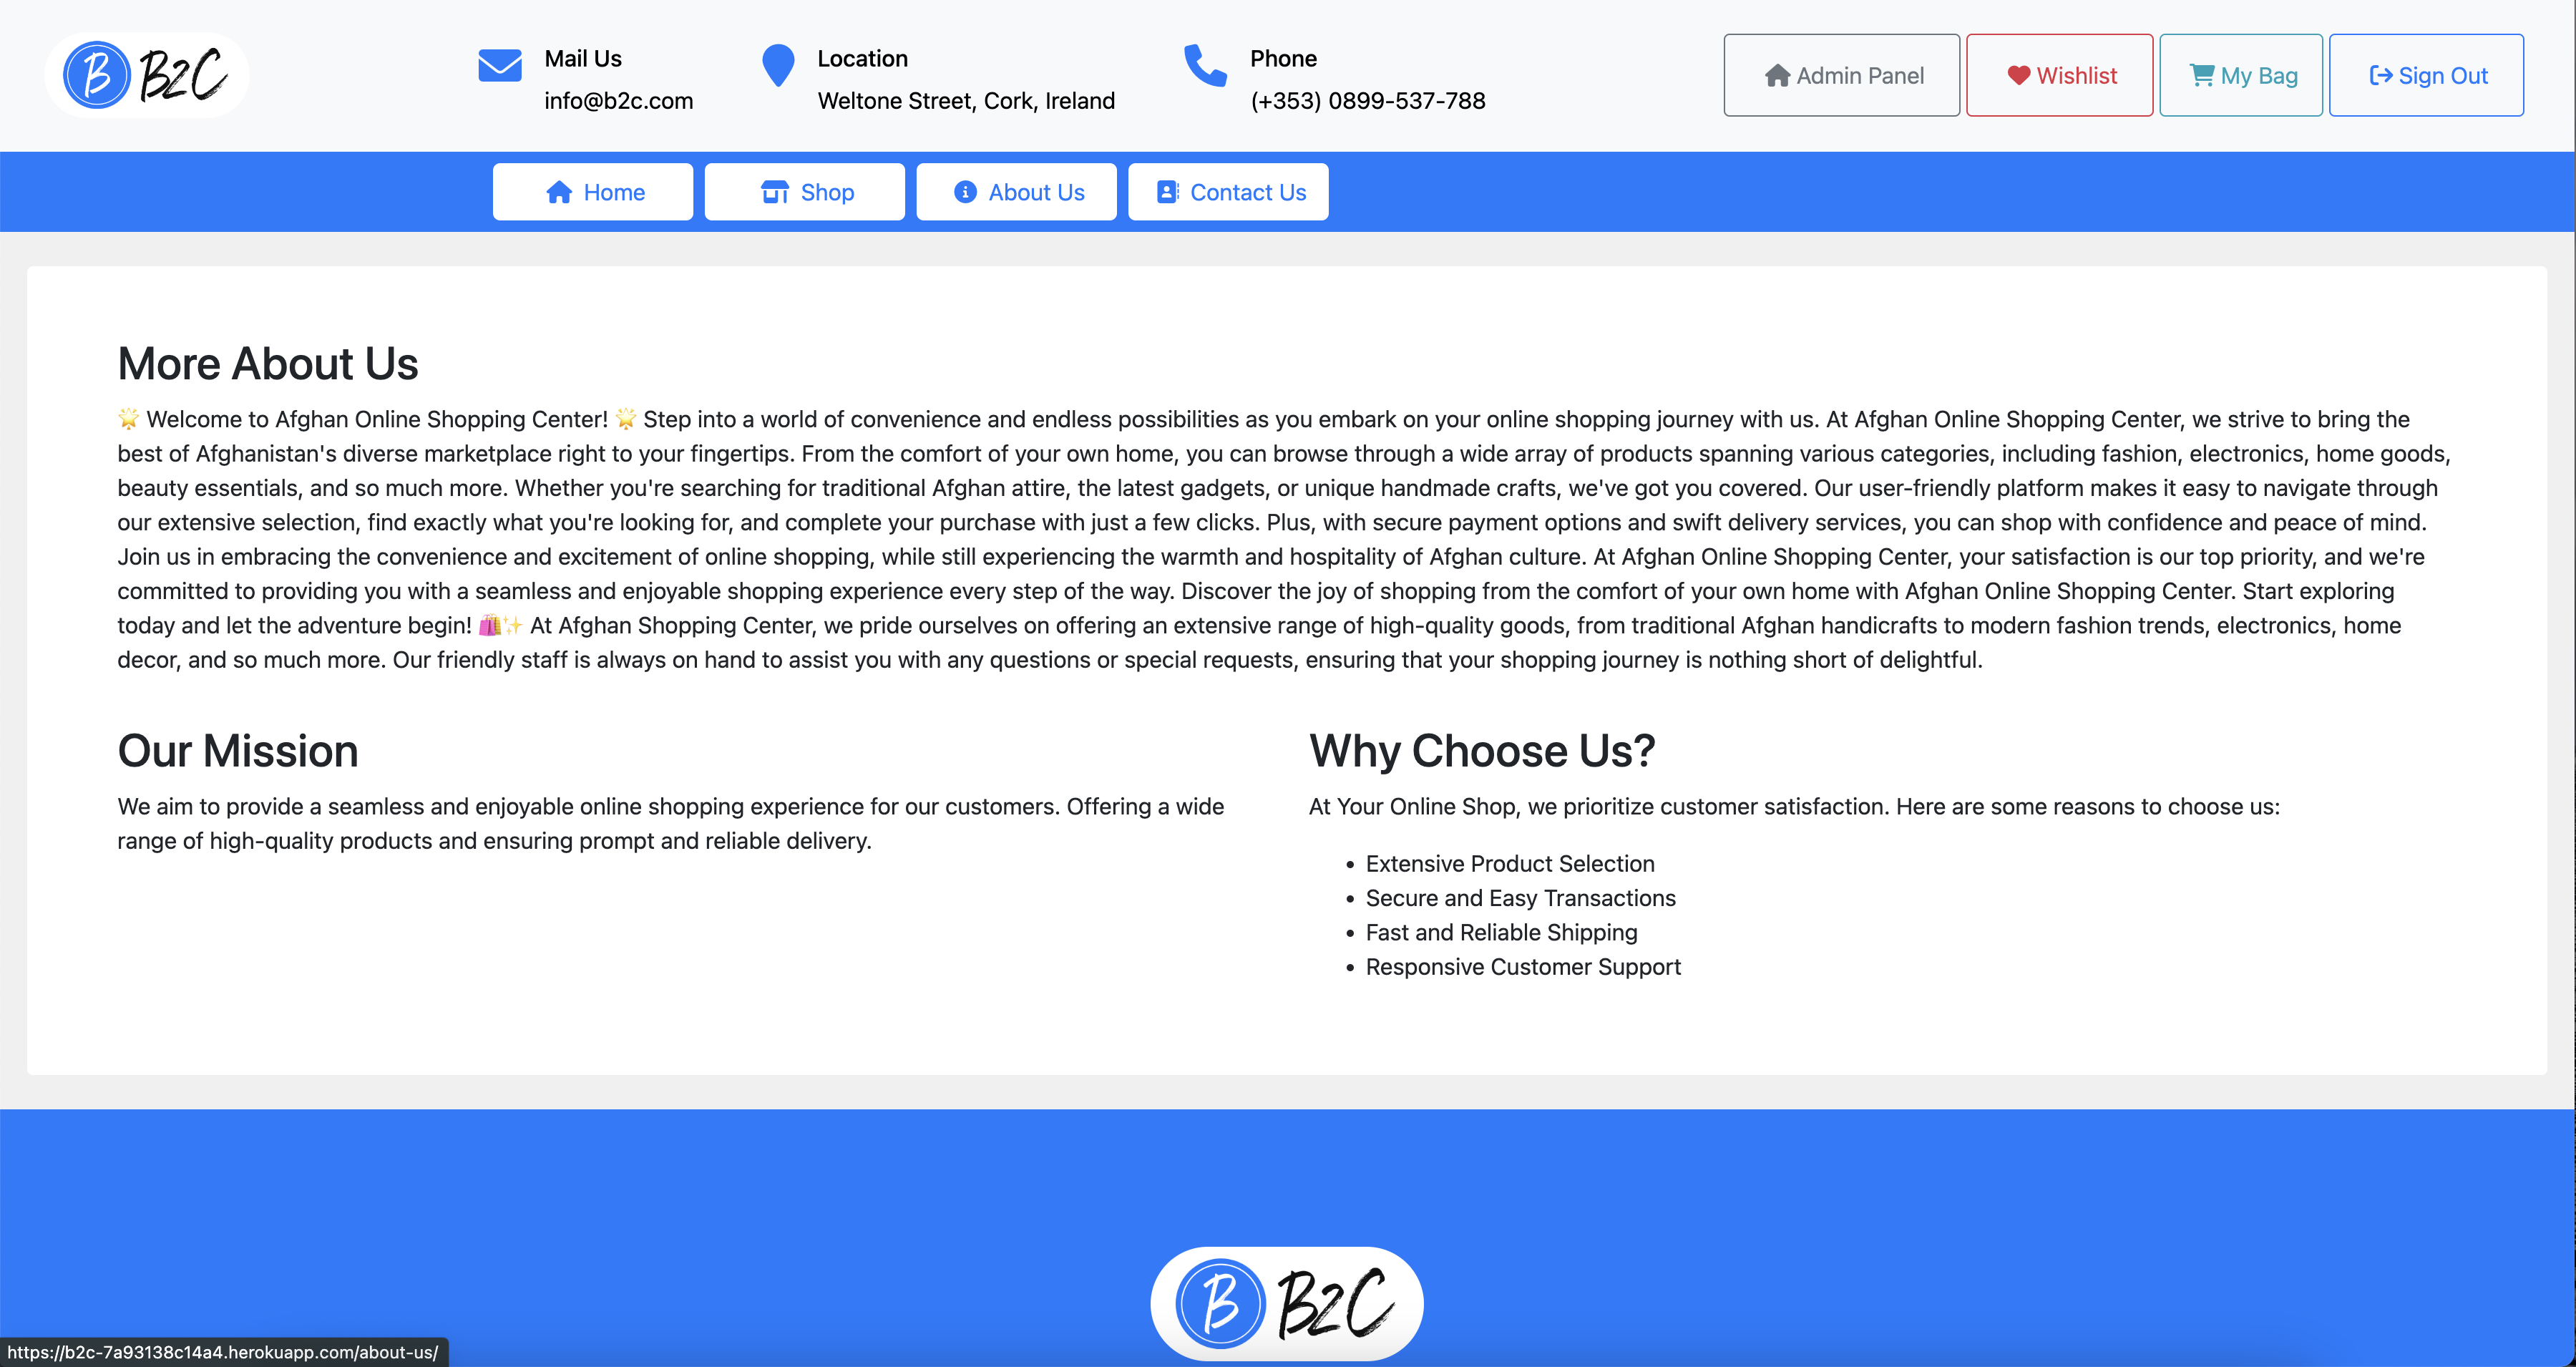 B B2C
Mail Us
info@b2c.com
Location
Weltone Street, Cork, Ireland
Phone
(+353) 0899-537-788
Admin Panel
Wishlist
My Bag
Sign Out
Home
Shop
About Us
Contact Us
More About Us
🌟 Welcome to Afghan Online Shopping Center! 🌟 Step into a world of convenience and endless possibilities as you embark on your online shopping journey with us. At Afghan Online Shopping Center, we strive to bring the
best of Afghanistan's diverse marketplace right to your fingertips. From the comfort of your own home, you can browse through a wide array of products spanning various categories, including fashion, electronics, home goods,
beauty essentials, and so much more. Whether you're searching for traditional Afghan attire, the latest gadgets, or unique handmade crafts, we've got you covered. Our user-friendly platform makes it easy to navigate through
our extensive selection, find exactly what you're looking for, and complete your purchase with just a few clicks. Plus, with secure payment options and swift delivery services, you can shop with confidence and peace of mind.
Join us in embracing the convenience and excitement of online shopping, while still experiencing the warmth and hospitality of Afghan culture. At Afghan Online Shopping Center, your satisfaction is our top priority, and we're
committed to providing you with a seamless and enjoyable shopping experience every step of the way. Discover the joy of shopping from the comfort of your own home with Afghan Online Shopping Center. Start exploring
today and let the adventure begin! 🛍️✨ At Afghan Shopping Center, we pride ourselves on offering an extensive range of high-quality goods, from traditional Afghan handicrafts to modern fashion trends, electronics, home
decor, and so much more. Our friendly staff is always on hand to assist you with any questions or special requests, ensuring that your shopping journey is nothing short of delightful.
Our Mission
We aim to provide a seamless and enjoyable online shopping experience for our customers. Offering a wide
range of high-quality products and ensuring prompt and reliable delivery.
Why Choose Us?
At Your Online Shop, we prioritize customer satisfaction. Here are some reasons to choose us:
• Extensive Product Selection
• Secure and Easy Transactions
• Fast and Reliable Shipping
• Responsive Customer Support
B B2C
https://b2c-7a93138c14a4.herokuapp.com/about-us/